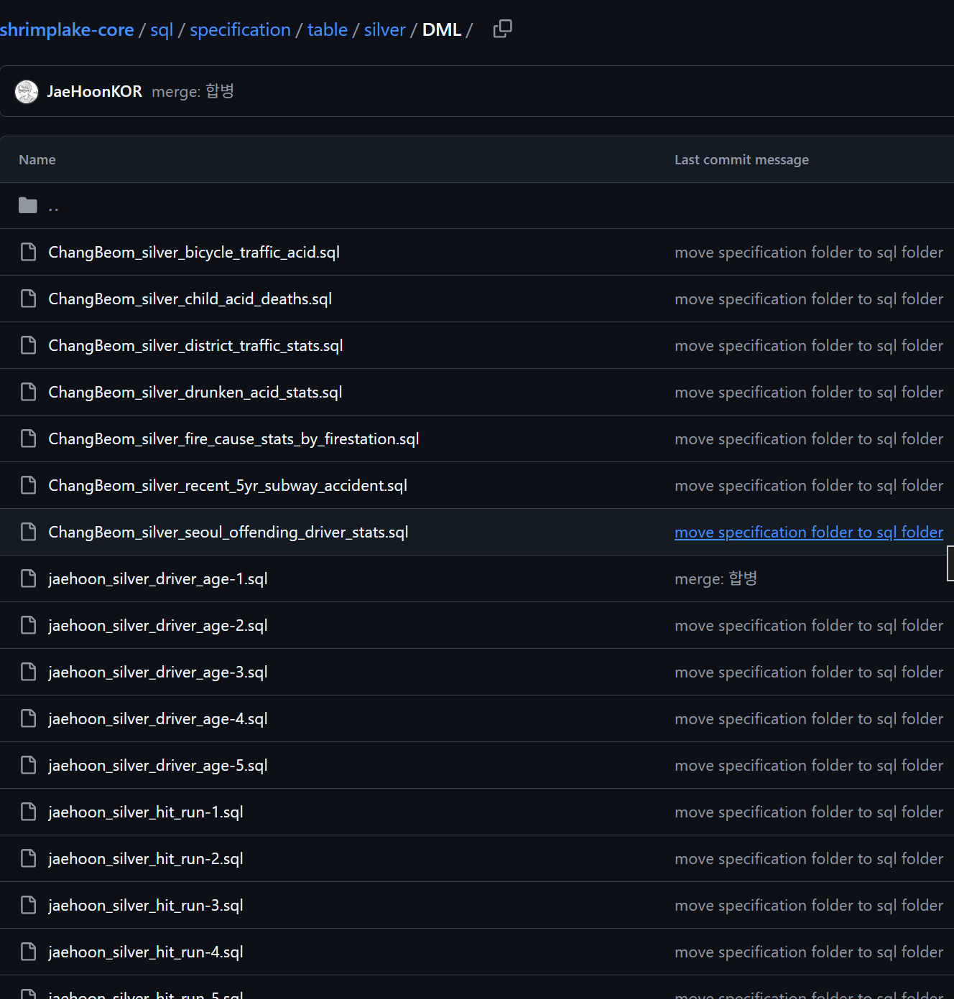 shrimplake-core / sql / specification / table / silver / DML /
JaeHoonKOR merge: 합병
Name Last commit message
..
ChangBeom_silver_bicycle_traffic_acid.sql move specification folder to sql folder
ChangBeom_silver_child_acid_deaths.sql move specification folder to sql folder
ChangBeom_silver_district_traffic_stats.sql move specification folder to sql folder
ChangBeom_silver_drunken_acid_stats.sql move specification folder to sql folder
ChangBeom_silver_fire_cause_stats_by_firestation.sql move specification folder to sql folder
ChangBeom_silver_recent_5yr_subway_accident.sql move specification folder to sql folder
ChangBeom_silver_seoul_offending_driver_stats.sql move specification folder to sql folder
jaehoon_silver_driver_age-1.sql merge: 합병
jaehoon_silver_driver_age-2.sql move specification folder to sql folder
jaehoon_silver_driver_age-3.sql move specification folder to sql folder
jaehoon_silver_driver_age-4.sql move specification folder to sql folder
jaehoon_silver_driver_age-5.sql move specification folder to sql folder
jaehoon_silver_hit_run-1.sql move specification folder to sql folder
jaehoon_silver_hit_run-2.sql move specification folder to sql folder
jaehoon_silver_hit_run-3.sql move specification folder to sql folder
jaehoon_silver_hit_run-4.sql move specification folder to sql folder
jaehoon_silver_hit_run-5.sql move specification folder to sql folder